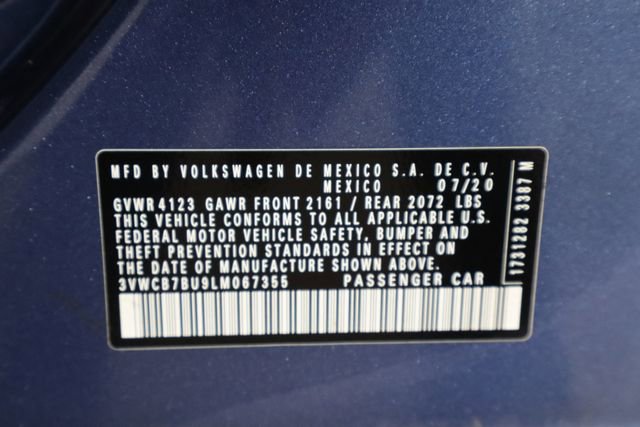 MFD BY VOLKSWAGEN DE MEXICO S.A. DE C.V.
MEXICO 07/20
GVWR 4123 GAWR FRONT 2161 / REAR 2072 LBS
THIS VEHICLE CONFORMS TO ALL APPLICABLE U.S.
FEDERAL MOTOR VEHICLE SAFETY, BUMPER AND
THEFT PREVENTION STANDARDS IN EFFECT ON
THE DATE OF MANUFACTURE SHOWN ABOVE.
3VWCB7BU9LM067355 PASSENGER CAR
1731282 3387 M